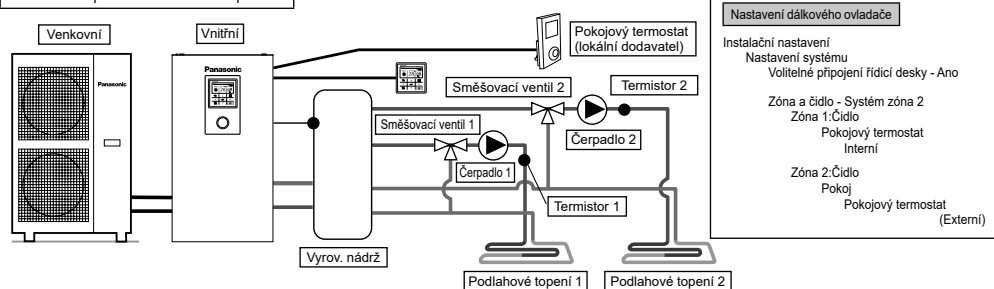 Venkovní
Vnitřní
Panasonic
Panasonic
Pokojový termostat
(lokální dodavatel)
Směšovací ventil 2
Termistor 2
Směšovací ventil 1
Čerpadlo 2
Čerpadlo 1
Termistor 1
Vyrov. nádrž
Podlahové topení 1
Podlahové topení 2
Nastavení dálkového ovladače
Instalační nastavení
Nastavení systému
Volitelné připojení řídicí desky - Ano
Zóna a čidlo - Systém zóna 2
Zóna 1:Čidlo
Pokojový termostat
Interní
Zóna 2:Čidlo
Pokoj
Pokojový termostat
(Externí)